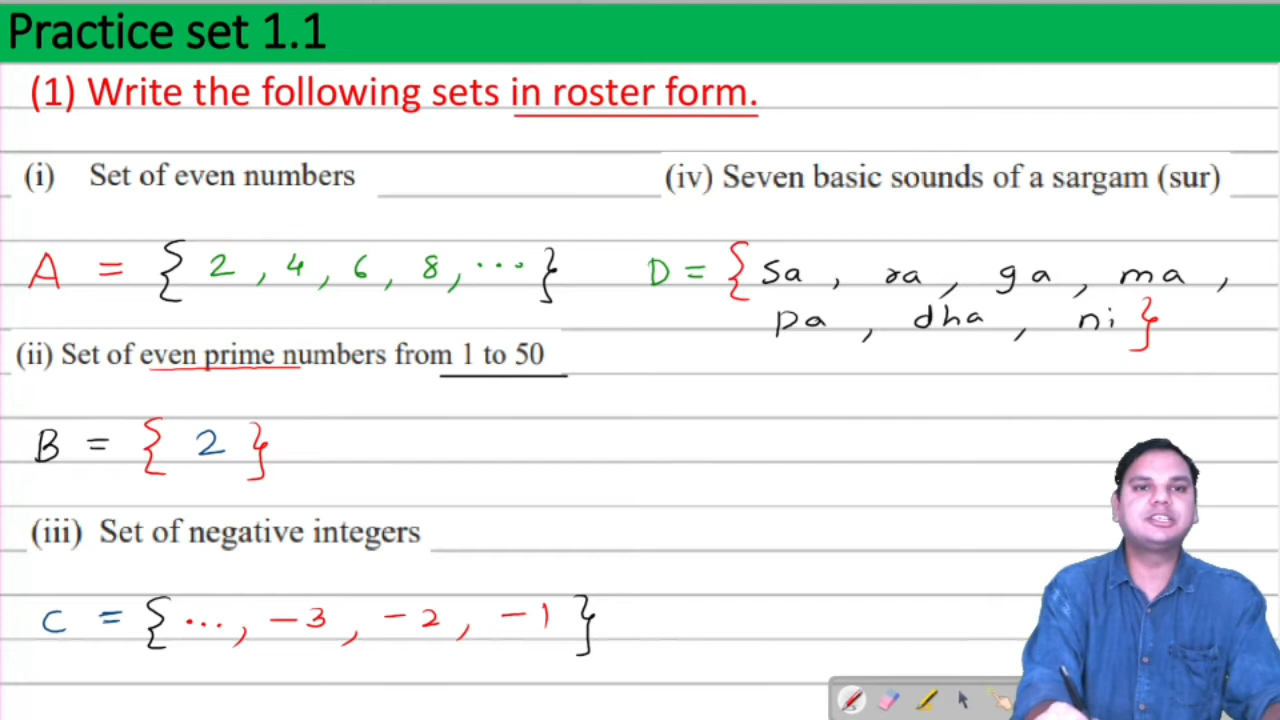 Practice set 1.1
(1) Write the following sets in roster form.
(i) Set of even numbers
A = { 2 , 4 , 6 , 8 , ... }
(ii) Set of even prime numbers from 1 to 50
B = { 2 }
(iii) Set of negative integers
C = { ... , -3 , -2 , -1 }
(iv) Seven basic sounds of a sargam (sur)
D = { Sa , ra , ga , ma ,
pa , dha , ni }